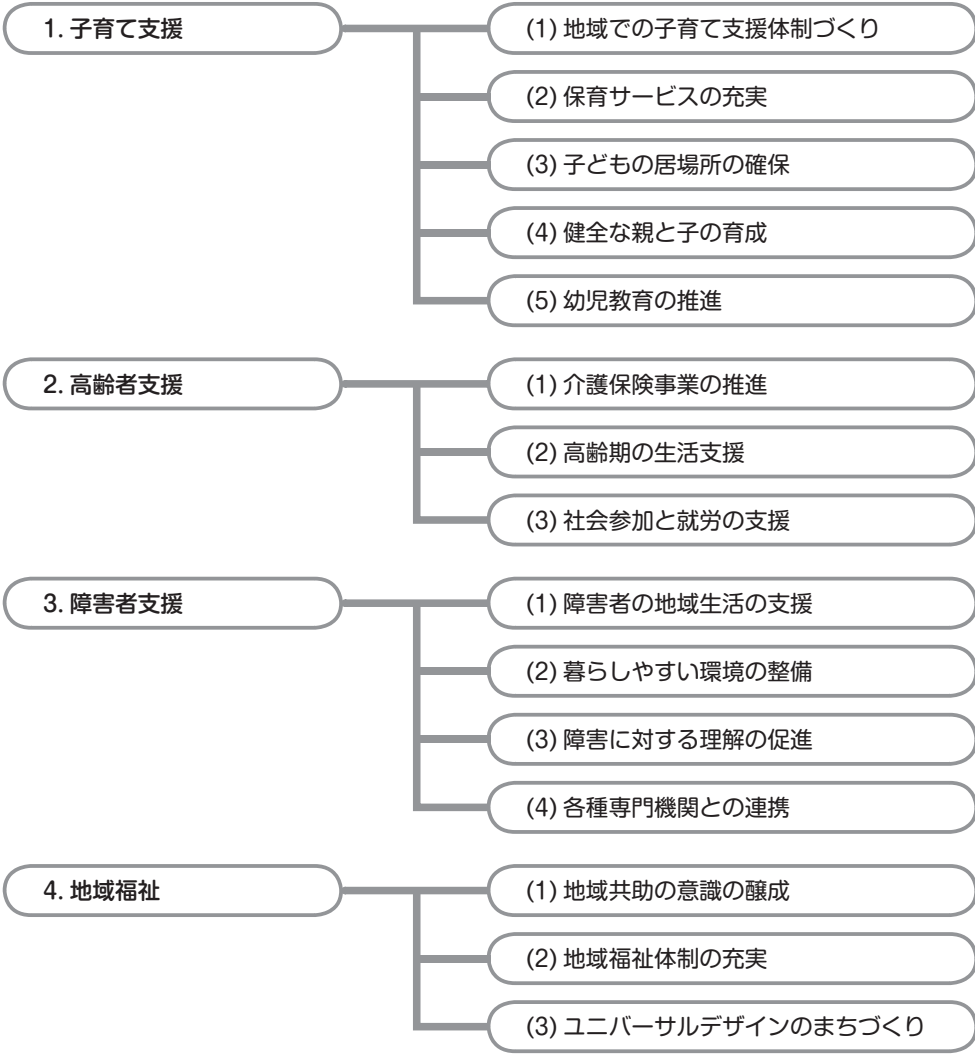 1. 子育て支援
(1) 地域での子育て支援体制づくり
(2) 保育サービスの充実
(3) 子どもの居場所の確保
(4) 健全な親と子の育成
(5) 幼児教育の推進
2. 高齢者支援
(1) 介護保険事業の推進
(2) 高齢期の生活支援
(3) 社会参加と就労の支援
3. 障害者支援
(1) 障害者の地域生活の支援
(2) 暮らしやすい環境の整備
(3) 障害に対する理解の促進
(4) 各種専門機関との連携
4. 地域福祉
(1) 地域共助の意識の醸成
(2) 地域福祉体制の充実
(3) ユニバーサルデザインのまちづくり